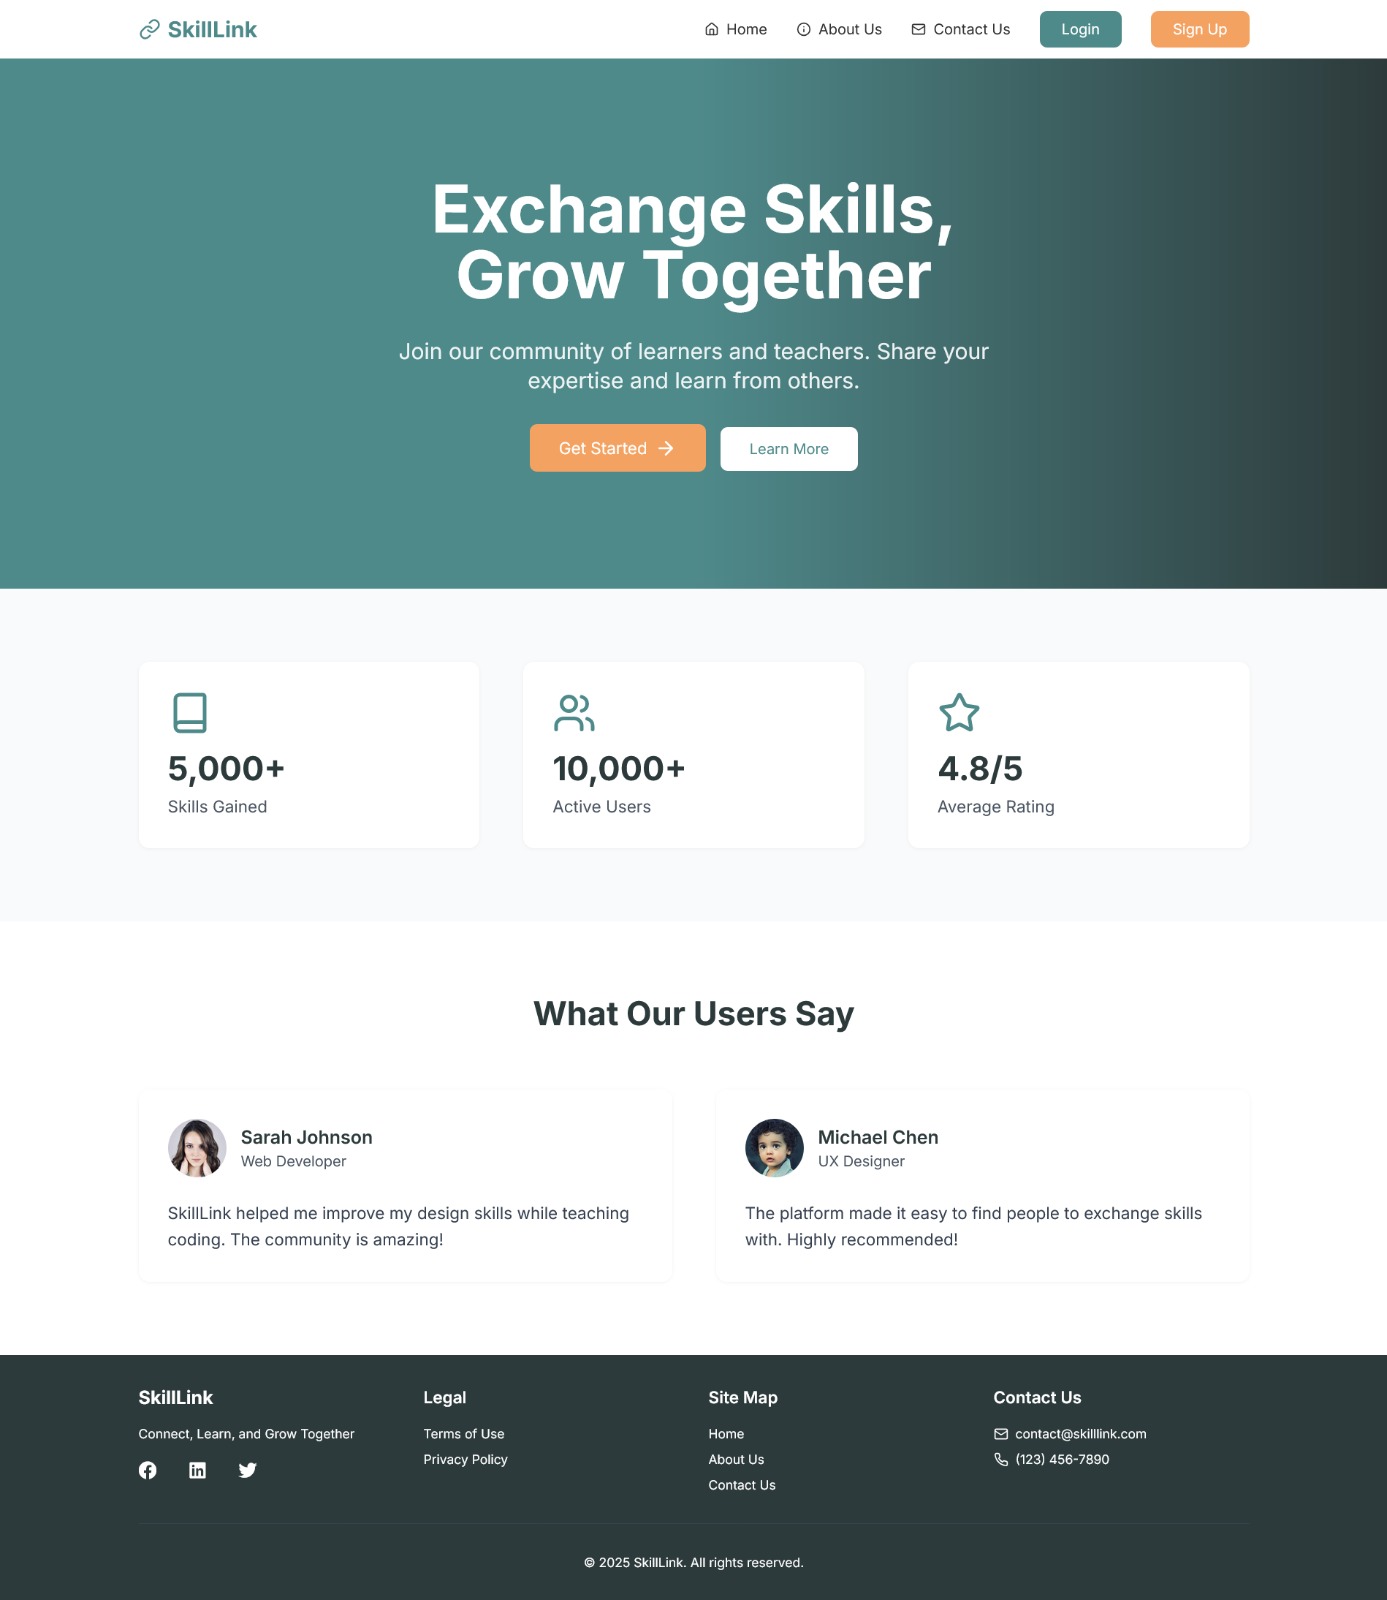 SkillLink
Home
About Us
Contact Us
Login
Sign Up
Exchange Skills,
Grow Together
Join our community of learners and teachers. Share your
expertise and learn from others.
Get Started
Learn More
5,000+
Skills Gained
10,000+
Active Users
4.8/5
Average Rating
What Our Users Say
Sarah Johnson
Web Developer
SkillLink helped me improve my design skills while teaching
coding. The community is amazing!
Michael Chen
UX Designer
The platform made it easy to find people to exchange skills
with. Highly recommended!
SkillLink
Connect, Learn, and Grow Together
Legal
Terms of Use
Privacy Policy
Site Map
Home
About Us
Contact Us
Contact Us
contact@skilllink.com
(123) 456-7890
© 2025 SkillLink. All rights reserved.